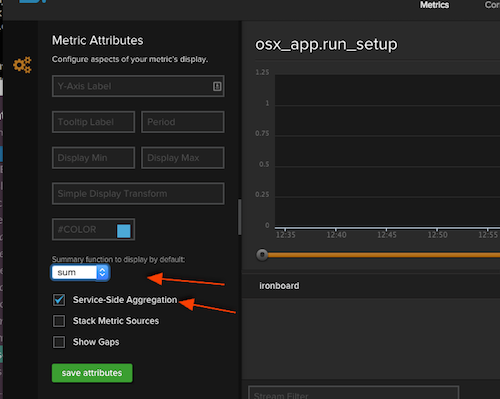 Metrics
Metric Attributes
Configure aspects of your metric's display.
Y-Axis Label
Tooltip Label
Period
Display Min
Display Max
Simple Display Transform
#COLOR
Summary function to display by default:
sum
Service-Side Aggregation
Stack Metric Sources
Show Gaps
save attributes
osx_app.run_setup
1.25
1
0.75
0.5
0.25
0
12:35
12:40
12:45
12:50
12:55
ironboard
Stream Filter